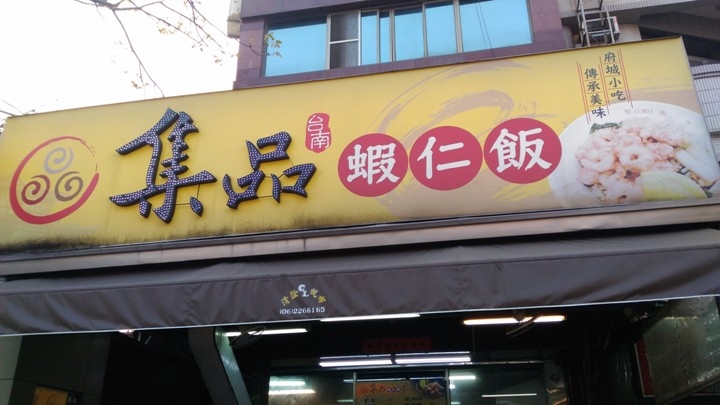 集品
台南
蝦仁飯
府城小吃
傳承美味
(06)2266165